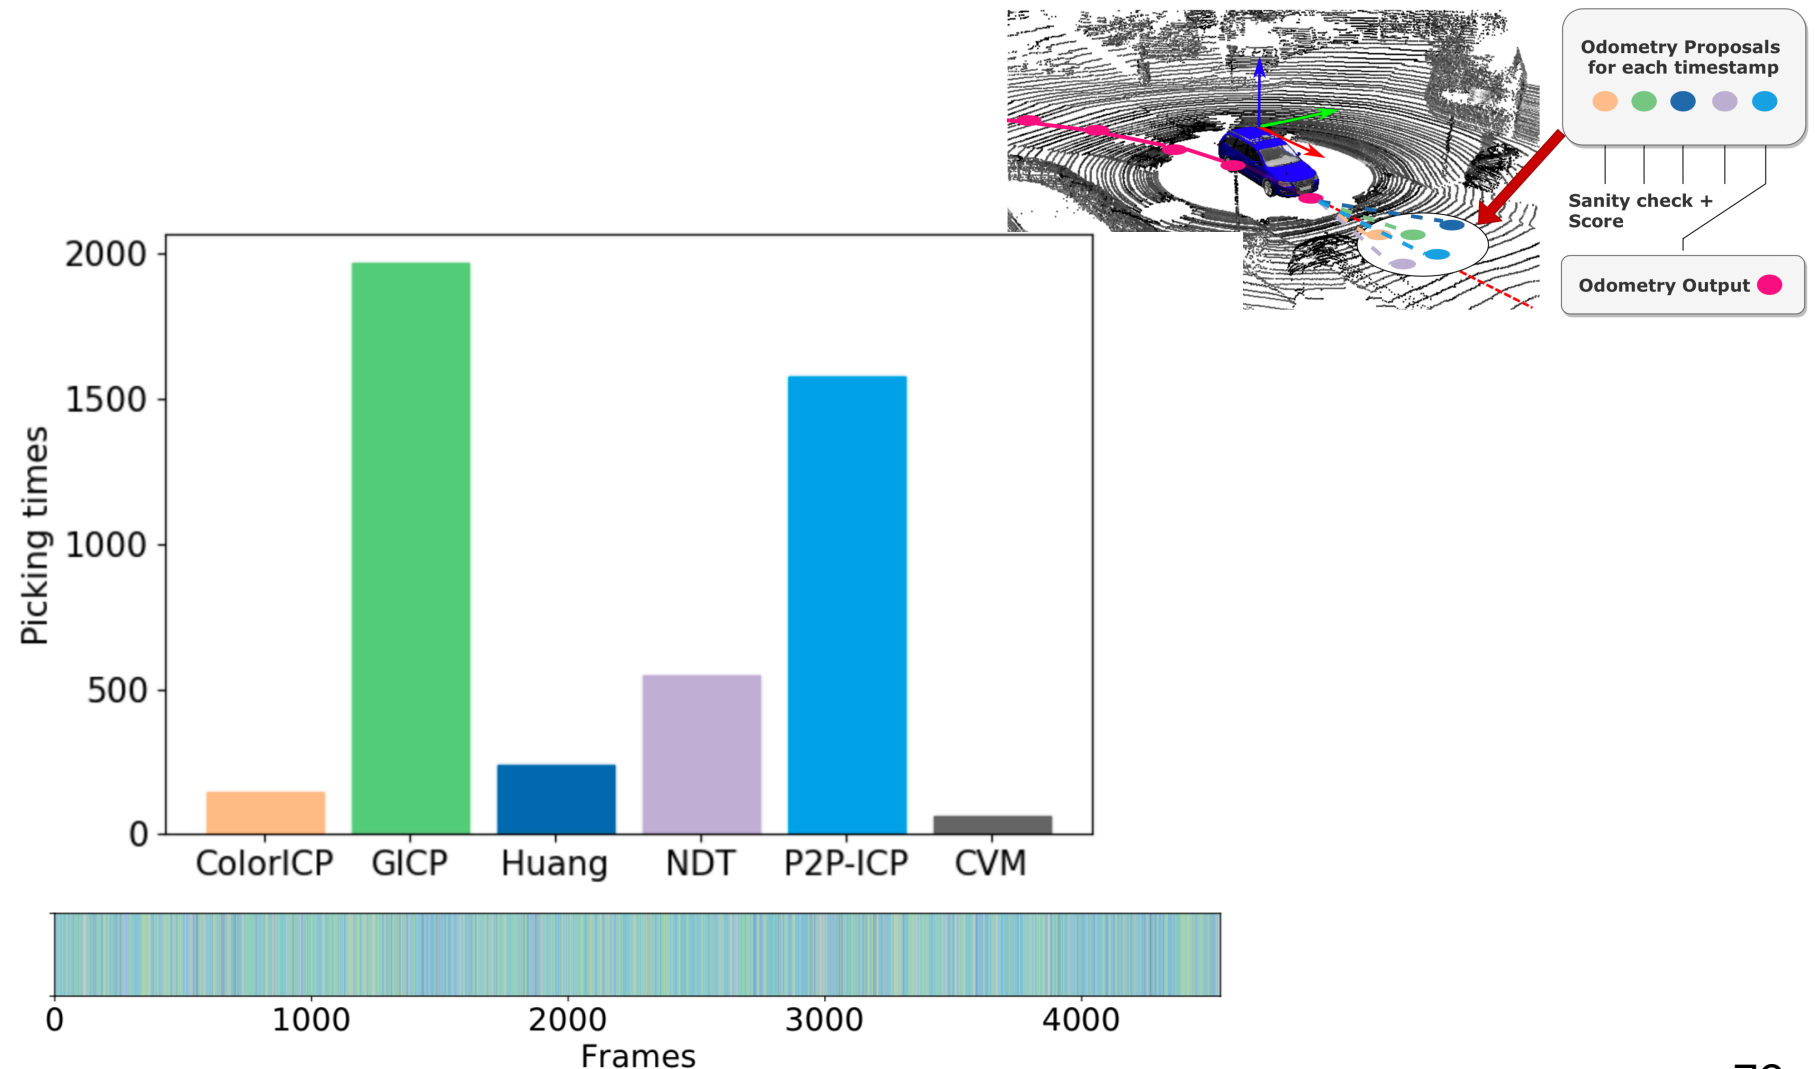 Odometry Proposals
for each timestamp
Sanity check +
Score
Odometry Output
2000
1500
1000
500
0
Picking times
ColorICP GICP Huang NDT P2P-ICP CVM
0 1000 2000 3000 4000
Frames